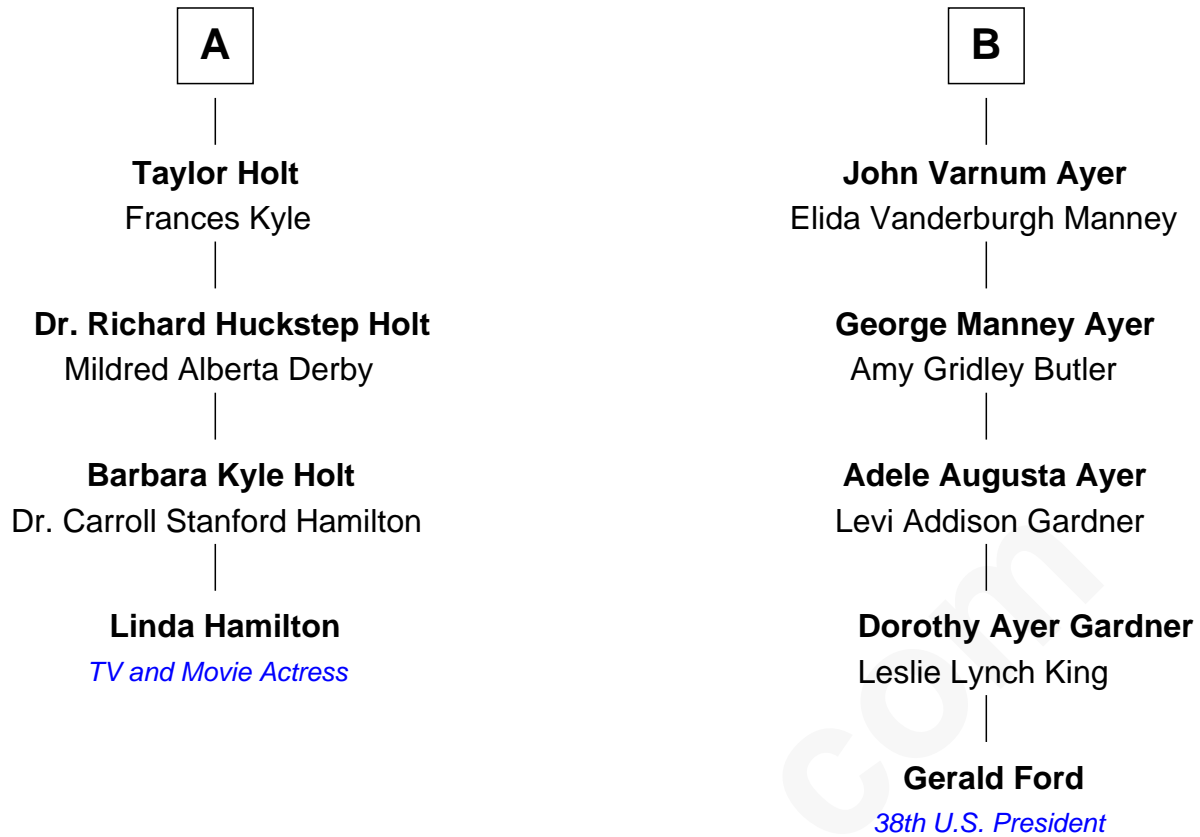 A
Taylor Holt
Frances Kyle
Dr. Richard Huckstep Holt
Mildred Alberta Derby
Barbara Kyle Holt
Dr. Carroll Stanford Hamilton
Linda Hamilton
TV and Movie Actress
B
John Varnum Ayer
Elida Vanderburgh Manney
George Manney Ayer
Amy Gridley Butler
Adele Augusta Ayer
Levi Addison Gardner
Dorothy Ayer Gardner
Leslie Lynch King
Gerald Ford
38th U.S. President
com